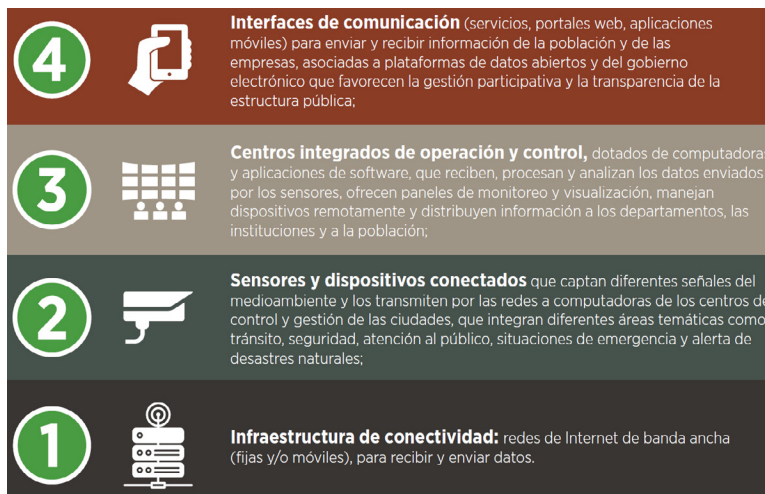 4
Interfaces de comunicación (servicios, portales web, aplicaciones
móviles) para enviar y recibir información de la población y de las
empresas, asociadas a plataformas de datos abiertos y del gobierno
electrónico que favorecen la gestión participativa y la transparencia de la
estructura pública;
3
Centros integrados de operación y control, dotados de computadoras
y aplicaciones de software, que reciben, procesan y analizan los datos enviados
por los sensores, ofrecen paneles de monitoreo y visualización, manejan
dispositivos remotamente y distribuyen información a los departamentos, las
instituciones y a la población;
2
Sensores y dispositivos conectados que captan diferentes señales del
medioambiente y los transmiten por las redes a computadoras de los centros de
control y gestión de las ciudades, que integran diferentes áreas temáticas como
tránsito, seguridad, atención al público, situaciones de emergencia y alerta de
desastres naturales;
1
Infraestructura de conectividad: redes de Internet de banda ancha
(fijas y/o móviles), para recibir y enviar datos.